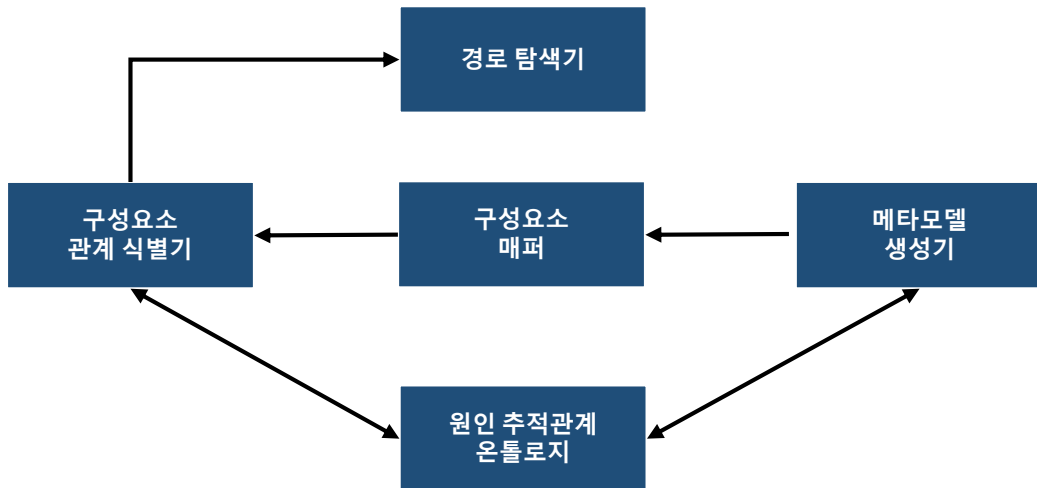 경로 탐색기
구성요소
관계 식별기
구성요소
매퍼
메타모델
생성기
원인 추적관계
온톨로지